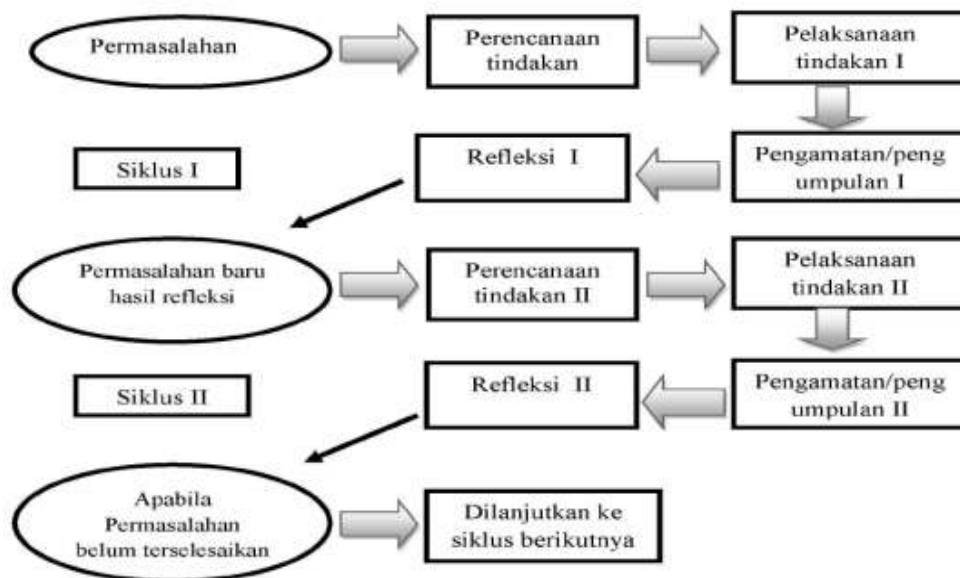 Permasalahan
Perencanaan
tindakan
Pelaksanaan
tindakan I
Siklus I
Refleksi I
Pengamatan/peng
umpulan I
Permasalahan baru
hasil refleksi
Perencanaan
tindakan II
Pelaksanaan
tindakan II
Siklus II
Refleksi II
Pengamatan/peng
umpulan II
Apabila
Permasalahan
belum terselesaikan
Dilanjutkan ke
siklus berikutnya